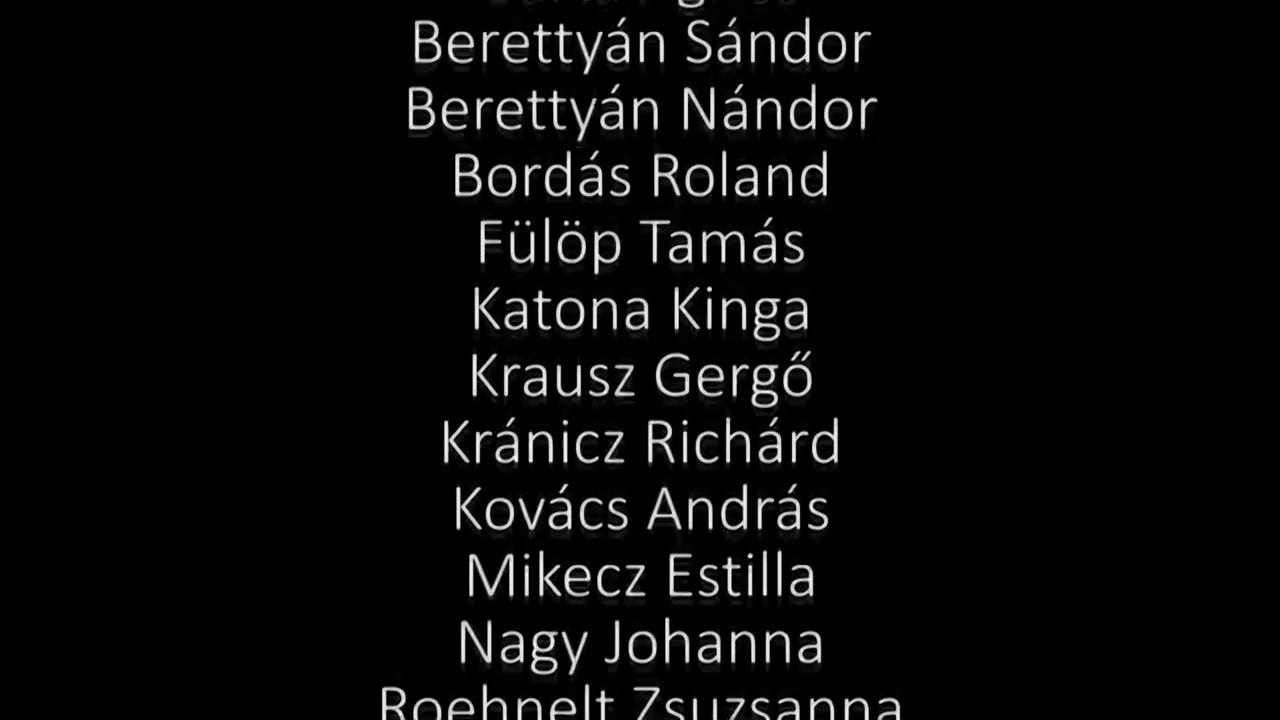 Berettyán Sándor
Berettyán Nándor
Bordás Roland
Fülöp Tamás
Katona Kinga
Krausz Gergő
Kránicz Richárd
Kovács András
Mikecz Estilla
Nagy Johanna
Roehnelt Zsuzsanna